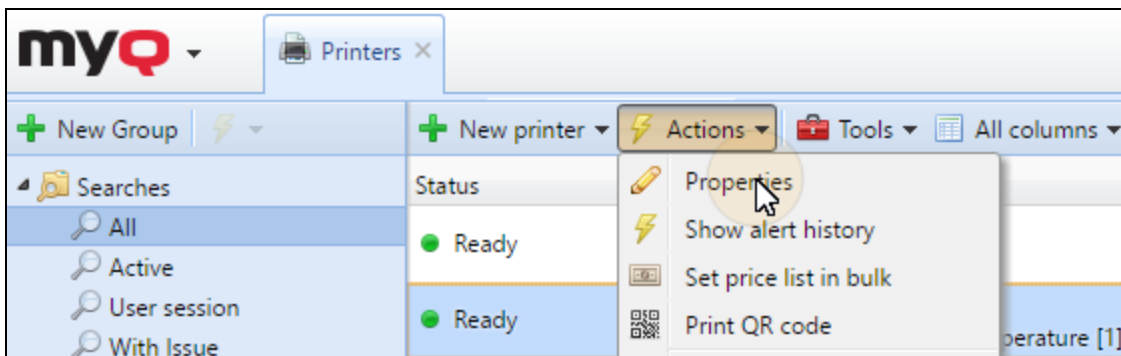 myQ
Printers
New Group
New printer Actions Tools All columns
Searches
Status
Properties
All
Ready
Show alert history
Active
Set price list in bulk
User session
Ready
Print QR code
With Issue
perature [1]